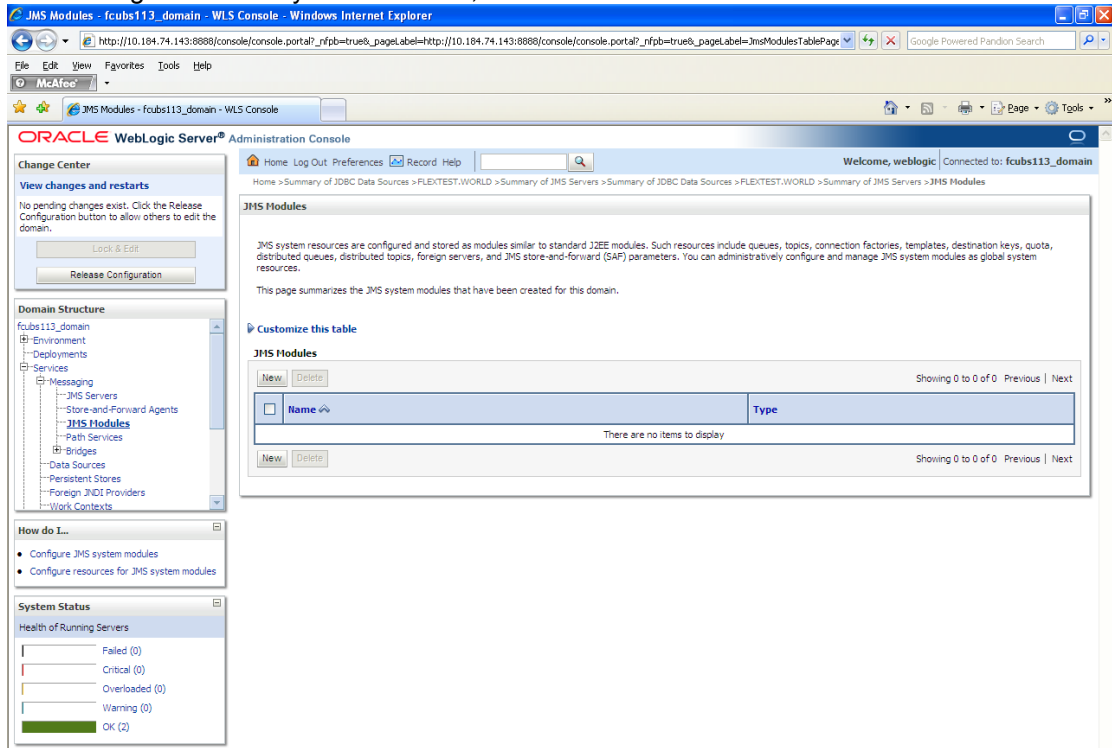 JMS Modules - fcubs113_domain - WLS Console - Windows Internet Explorer
http://10.184.74.143:8888/console/console.portal?_nfpb=true&_pageLabel=http://10.184.74.143:8888/console/console.portal?_nfpb=true&_pageLabel=JmsModulesTablePage
Google Powered Pandion Search
File Edit View Favorites Tools Help
McAfee
JMS Modules - fcubs113_domain - WLS Console
Page Tools
ORACLE WebLogic Server® Administration Console
Change Center
View changes and restarts
No pending changes exist. Click the Release
Configuration button to allow others to edit the
domain.
Lock & Edit
Release Configuration
Domain Structure
fcubs113_domain
Environment
Deployments
Services
Messaging
JMS Servers
Store-and-Forward Agents
JMS Modules
Path Services
Bridges
Data Sources
Persistent Stores
Foreign JNDI Providers
Work Contexts
How do I...
Configure JMS system modules
Configure resources for JMS system modules
System Status
Health of Running Servers
Failed (0)
Critical (0)
Overloaded (0)
Warning (0)
OK (2)
Home Log Out Preferences Record Help
Welcome, weblogic Connected to: fcubs113_domain
Home >Summary of JDBC Data Sources >FLEXTEST.WORLD >Summary of JMS Servers >Summary of JDBC Data Sources >FLEXTEST.WORLD >Summary of JMS Servers >JMS Modules
JMS Modules
JMS system resources are configured and stored as modules similar to standard J2EE modules. Such resources include queues, topics, connection factories, templates, destination keys, quota,
distributed queues, distributed topics, foreign servers, and JMS store-and-forward (SAF) parameters. You can administratively configure and manage JMS system modules as global system
resources.
This page summarizes the JMS system modules that have been created for this domain.
Customize this table
JMS Modules
New Delete Showing 0 to 0 of 0 Previous | Next
Name Type
There are no items to display
New Delete Showing 0 to 0 of 0 Previous | Next